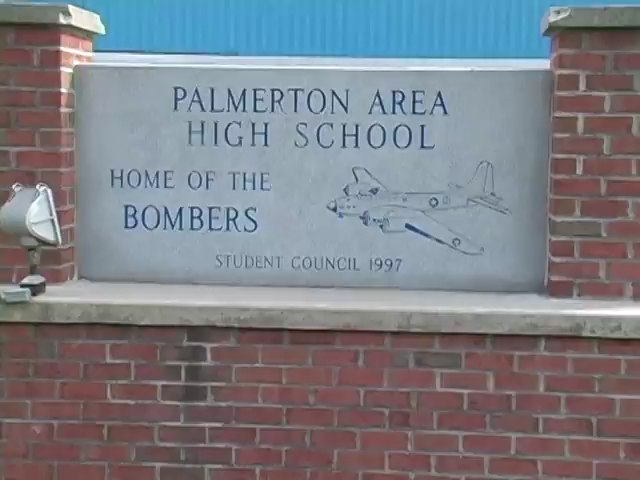 PALMERTON AREA
HIGH SCHOOL
HOME OF THE
BOMBERS
STUDENT COUNCIL 1997